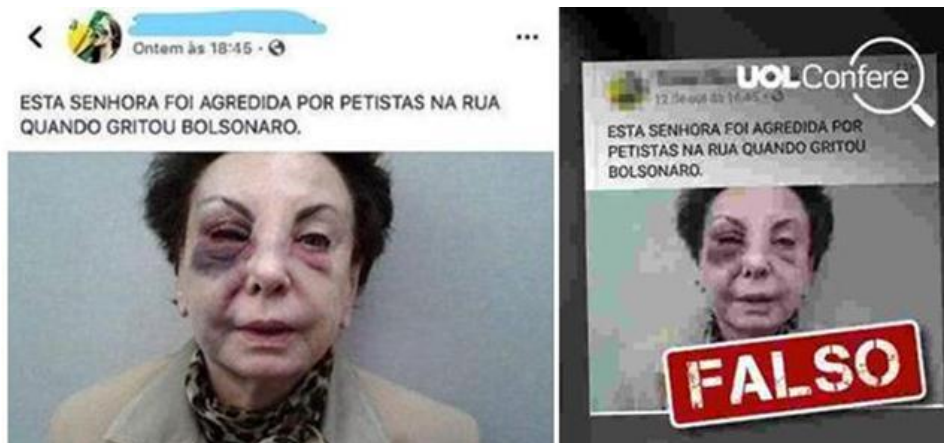 Ontem às 18:45
ESTA SENHORA FOI AGREDIDA POR PETISTAS NA RUA
QUANDO GRITOU BOLSONARO.
UOLConfere
ESTA SENHORA FOI AGREDIDA POR
PETISTAS NA RUA QUANDO GRITOU
BOLSONARO.
FALSO